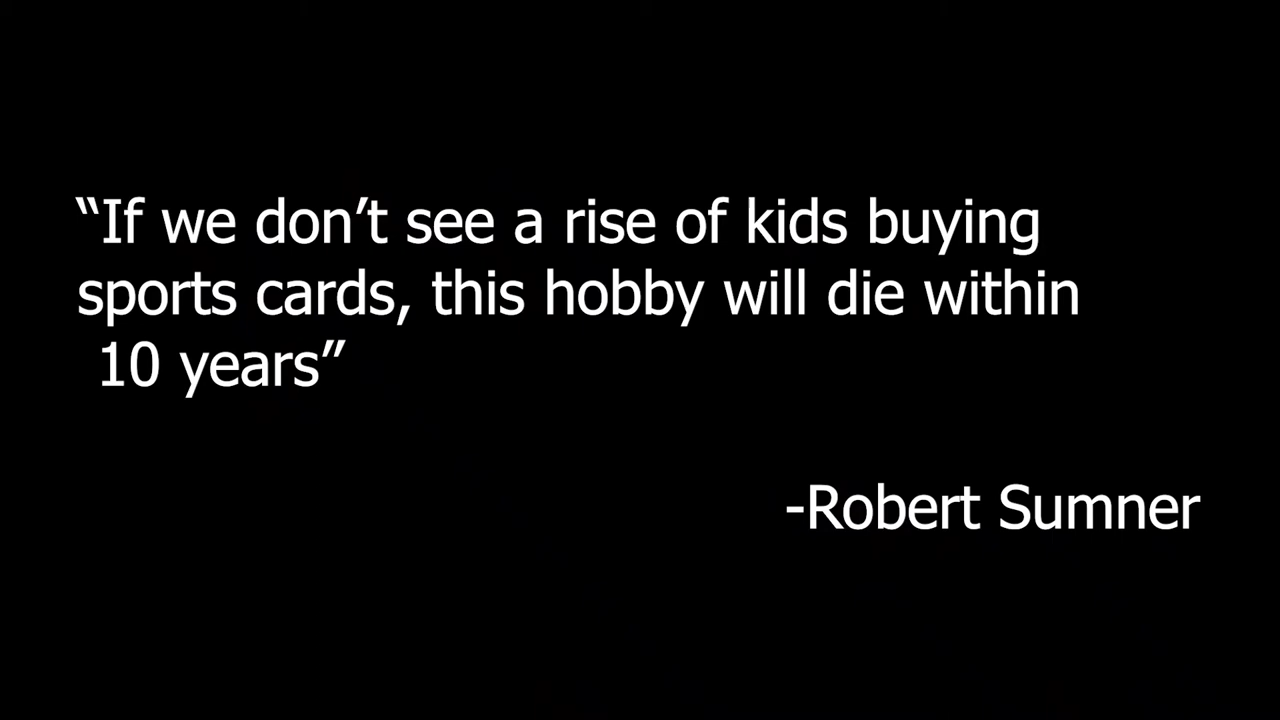 “If we don’t see a rise of kids buying
sports cards, this hobby will die within
10 years”
-Robert Sumner